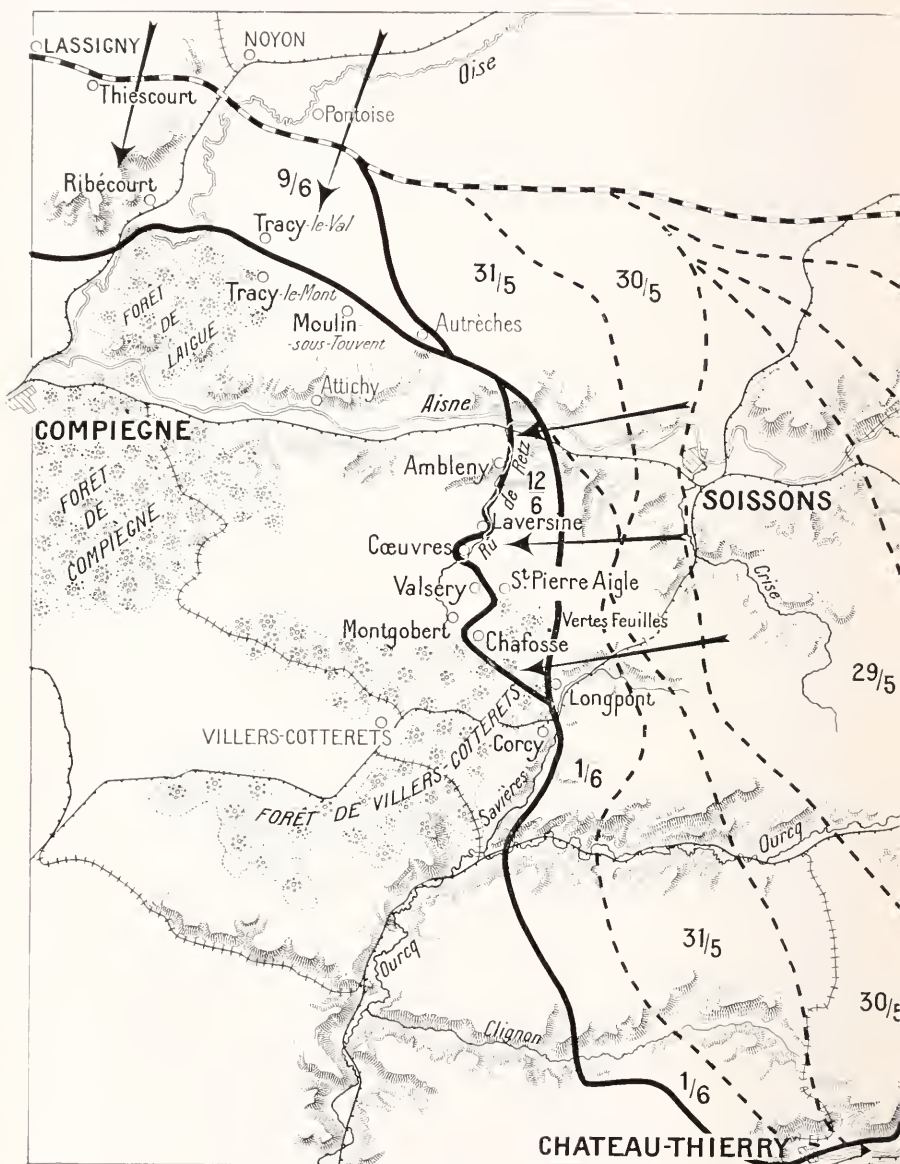 LASSIGNY
NOYON
Oise
Thiescourt
Pontoise
Ribécourt
9/6
Tracy-le-Val
31/5
30/5
Tracy-le-Mont
FORÊT
DE
LAIGUE
Moulin
-sous-Touvent
Autrèches
Attichy
Aisne
COMPIÈGNE
Ambleny
Ru de Retz
12
6
SOISSONS
FORÊT
DE
COMPIÈGNE
Laversine
Cœuvres
Crise
Valsery
St Pierre Aigle
Montgobert
Vertes Feuilles
Chafosse
29/5
Longpont
VILLERS-COTTERETS
Corcy
1/6
FORÊT DE VILLERS-COTTERETS
Savières
Ourcq
31/5
Ourcq
30/5
Clignon
1/6
CHATEAU-THIERRY